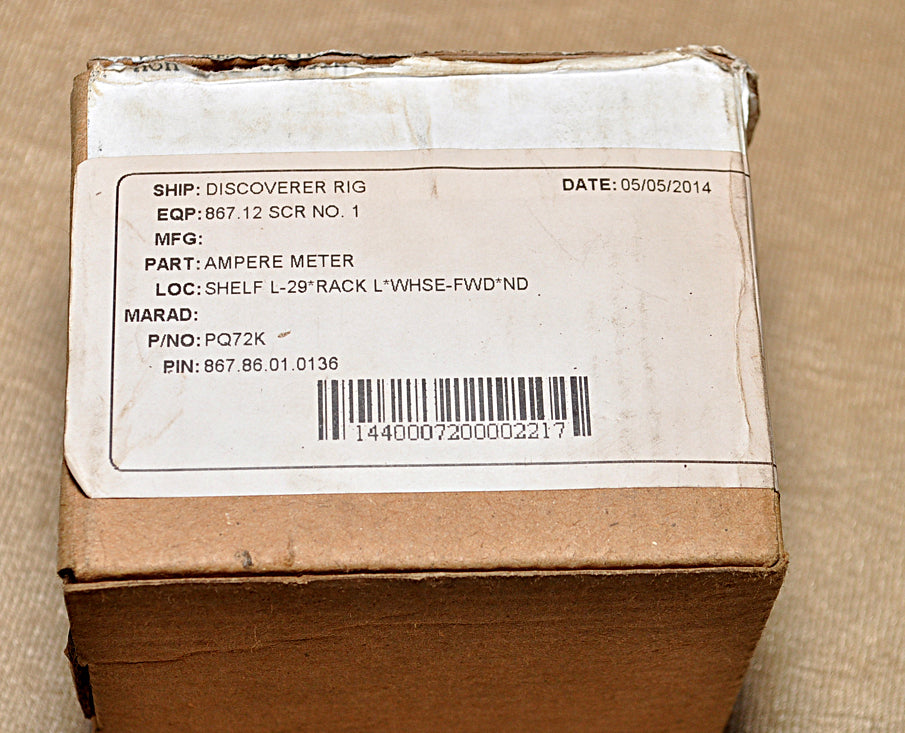 SHIP: DISCOVERER RIG DATE: 05/05/2014
EQP: 867.12 SCR NO. 1
MFG:
PART: AMPERE METER
LOC: SHELF L-29*RACK L*WHSE-FWD*ND
MARAD:
P/NO: PQ72K
PIN: 867.86.01.0136
1440007200002217